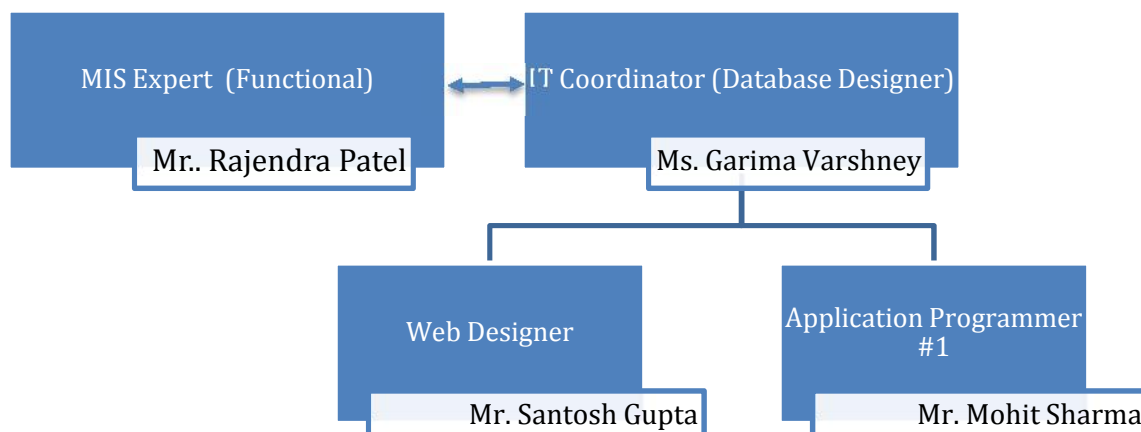 MIS Expert (Functional)
IT Coordinator (Database Designer)
Mr.. Rajendra Patel
Ms. Garima Varshney
Web Designer
Application Programmer
#1
Mr. Santosh Gupta
Mr. Mohit Sharma